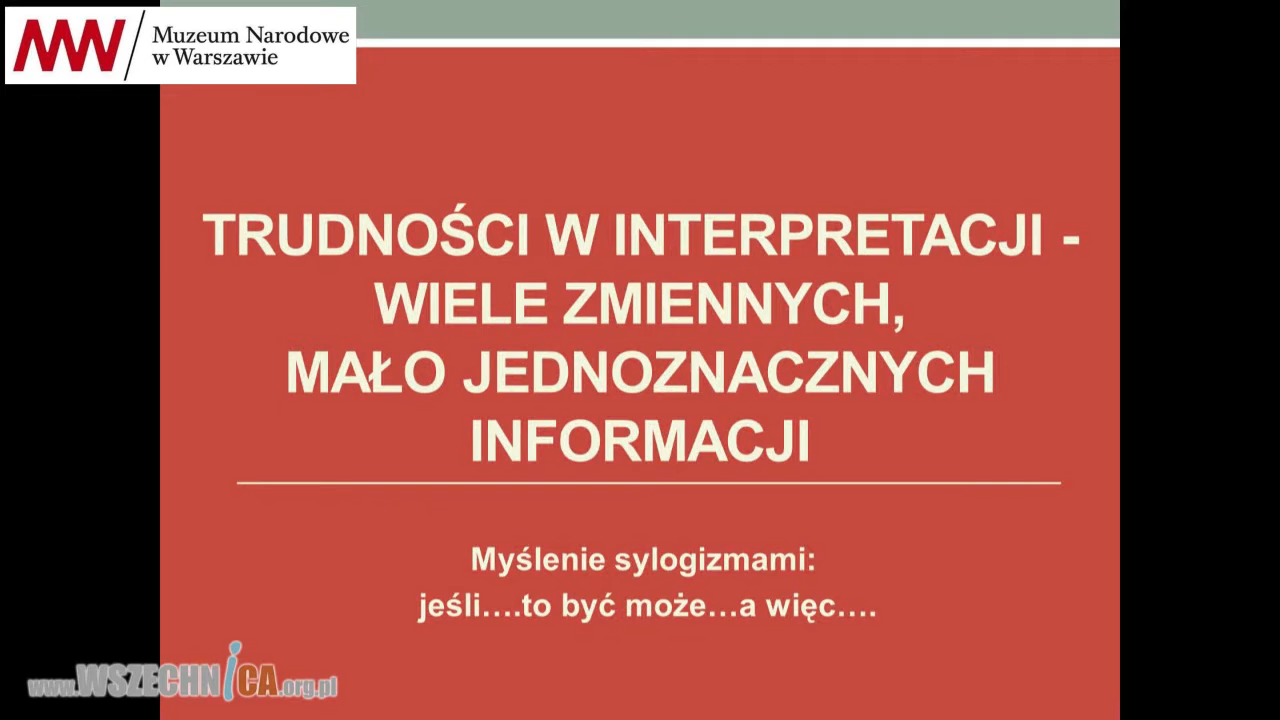 Muzeum Narodowe
w Warszawie
TRUDNOŚCI W INTERPRETACJI -
WIELE ZMIENNYCH,
MAŁO JEDNOZNACZNYCH
INFORMACJI
Myślenie sylogizmami:
jeśli….to być może…a więc….
www.WSZECHNiCA.org.pl